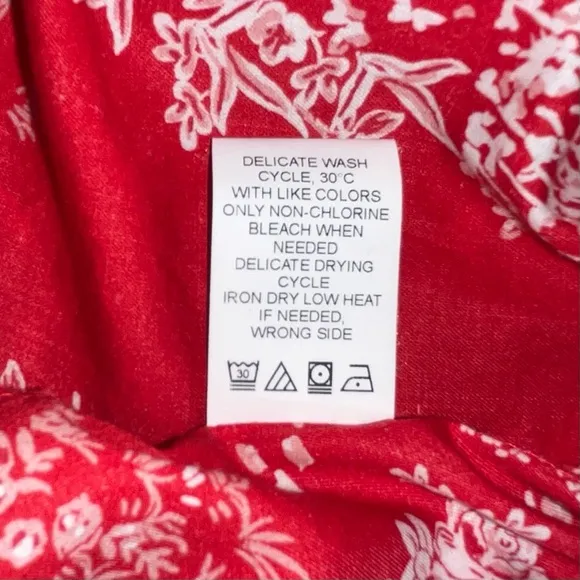 DELICATE WASH
CYCLE, 30°C
WITH LIKE COLORS
ONLY NON-CHLORINE
BLEACH WHEN
NEEDED
DELICATE DRYING
CYCLE
IRON DRY LOW HEAT
IF NEEDED,
WRONG SIDE
30